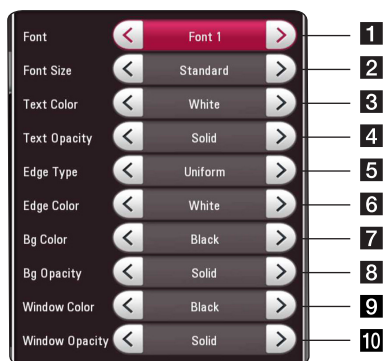 Font < Font 1 > 1
Font Size < Standard > 2
Text Color < White > 3
Text Opacity < Solid > 4
Edge Type < Uniform > 5
Edge Color < White > 6
Bg Color < Black > 7
Bg Opacity < Solid > 8
Window Color < Black > 9
Window Opacity < Solid > 10